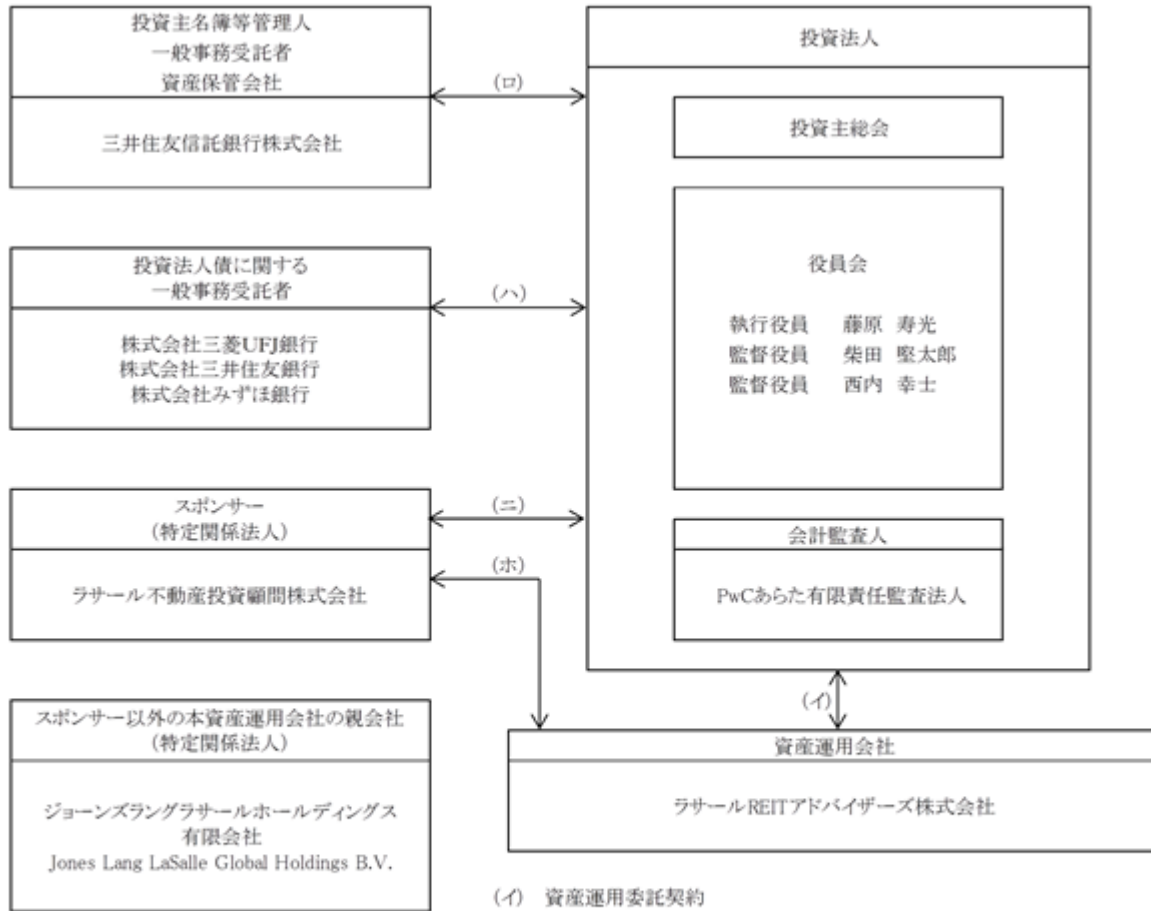 投資主名簿等管理人
一般事務受託者
資産保管会社
三井住友信託銀行株式会社
(ロ)
投資法人
投資主総会
役員会
執行役員 藤原 寿光
監督役員 柴田 堅太郎
監督役員 西内 幸士
会計監査人
PwCあらた有限責任監査法人
投資法人債に関する
一般事務受託者
株式会社三菱UFJ銀行
株式会社三井住友銀行
株式会社みずほ銀行
(ハ)
スポンサー
(特定関係法人)
ラサール不動産投資顧問株式会社
(ニ)
(ホ)
(イ)
スポンサー以外の本資産運用会社の親会社
(特定関係法人)
ジョーンズラングラサールホールディングス
有限会社
Jones Lang LaSalle Global Holdings B.V.
資産運用会社
ラサールREITアドバイザーズ株式会社
(イ) 資産運用委託契約